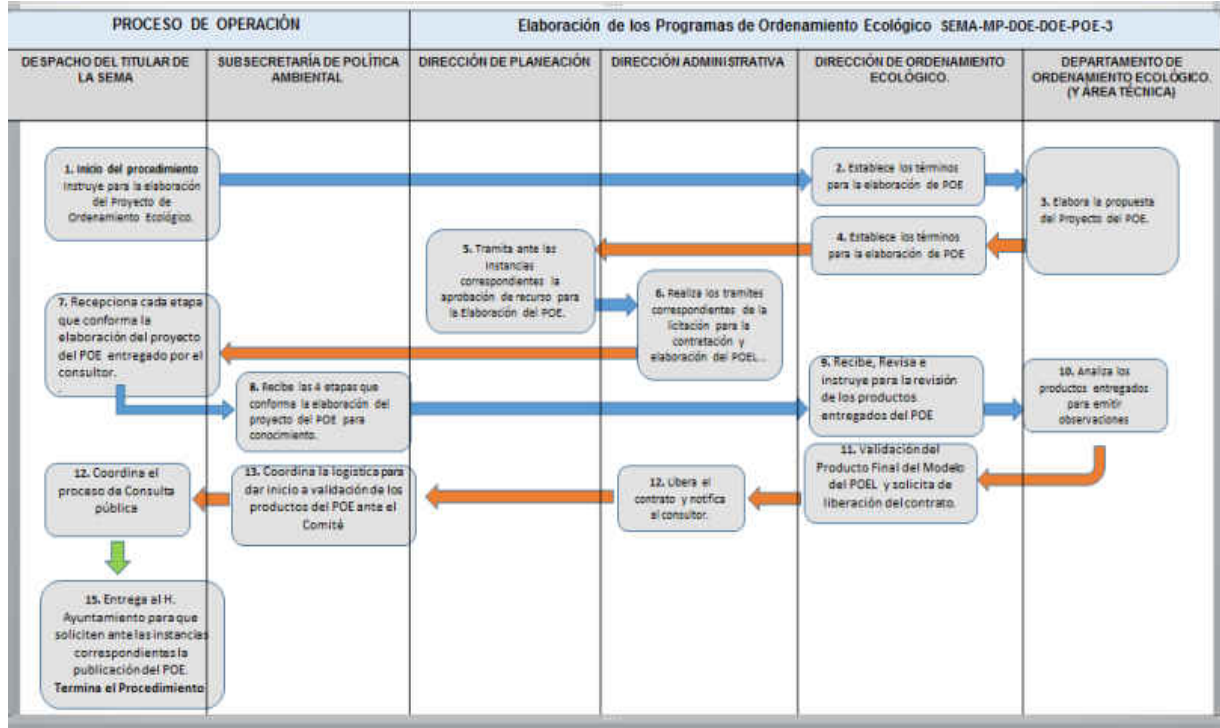 PROCESO DE OPERACIÓN
Elaboración de los Programas de Ordenamiento Ecológico SEMA-MP-DOE-DOE-POE-3
DESPACHO DEL TITULAR DE
LA SEMA
SUBSECRETARÍA DE POLÍTICA
AMBIENTAL
DIRECCIÓN DE PLANEACIÓN
DIRECCIÓN ADMINISTRATIVA
DIRECCIÓN DE ORDENAMIENTO
ECOLÓGICO.
DEPARTAMENTO DE
ORDENAMIENTO ECOLÓGICO.
(Y ÁREA TÉCNICA)
1. Inicio del procedimiento
Instruye para la elaboración
del Proyecto de
Ordenamiento Ecológico.
2. Establece los términos
para la elaboración de POE
3. Elabora la propuesta
del Proyecto del POE.
4. Establece los términos
para la elaboración de POE
5. Tramita ante las
instancias
correspondientes la
aprobación de recurso para
la Elaboración del POE.
6. Realiza los tramites
correspondientes de la
licitación para la
contratación y
elaboración del POEL..
7. Recepciona cada etapa
que conforma la
elaboración del proyecto
del POE entregado por el
consultor.
.
8. Recibe las 4 etapas que
conforma la elaboración del
proyecto del POE para
conocimiento.
9. Recibe, Revisa e
instruye para la revisión
de los productos
entregados del POE
10. Analiza los
productos entregados
para emitir
observaciones
11. Validación del
Producto Final del Modelo
del POEL y solicita de
liberación del contrato.
12. Libera el
contrato y notifica
al consultor.
13. Coordina la logística para
dar inicio a validación de los
productos del POE ante el
Comité
12. Coordina el
proceso de Consulta
pública
15. Entrega al H.
Ayuntamiento para que
soliciten ante las instancias
correspondientes la
publicación del POE.
Termina el Procedimiento